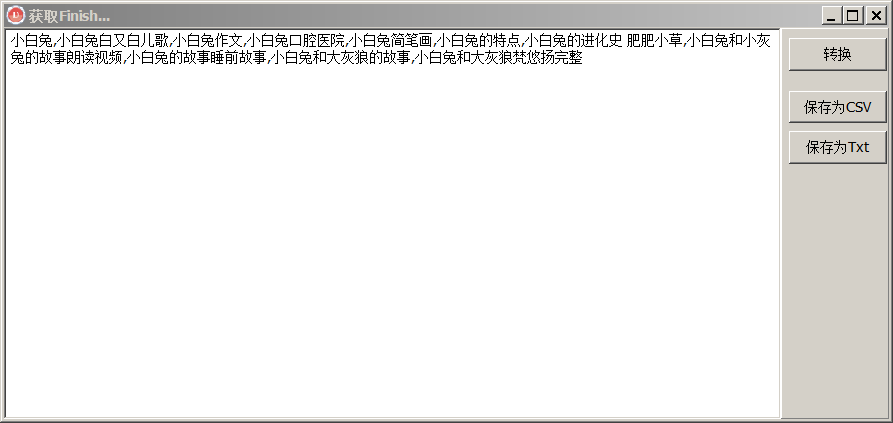 获取Finish...
小白兔,小白兔白又白儿歌,小白兔作文,小白兔口腔医院,小白兔简笔画,小白兔的特点,小白兔的进化史 肥肥小草,小白兔和小灰
兔的故事朗读视频,小白兔的故事睡前故事,小白兔和大灰狼的故事,小白兔和大灰狼梵悠扬完整
转换
保存为CSV
保存为Txt